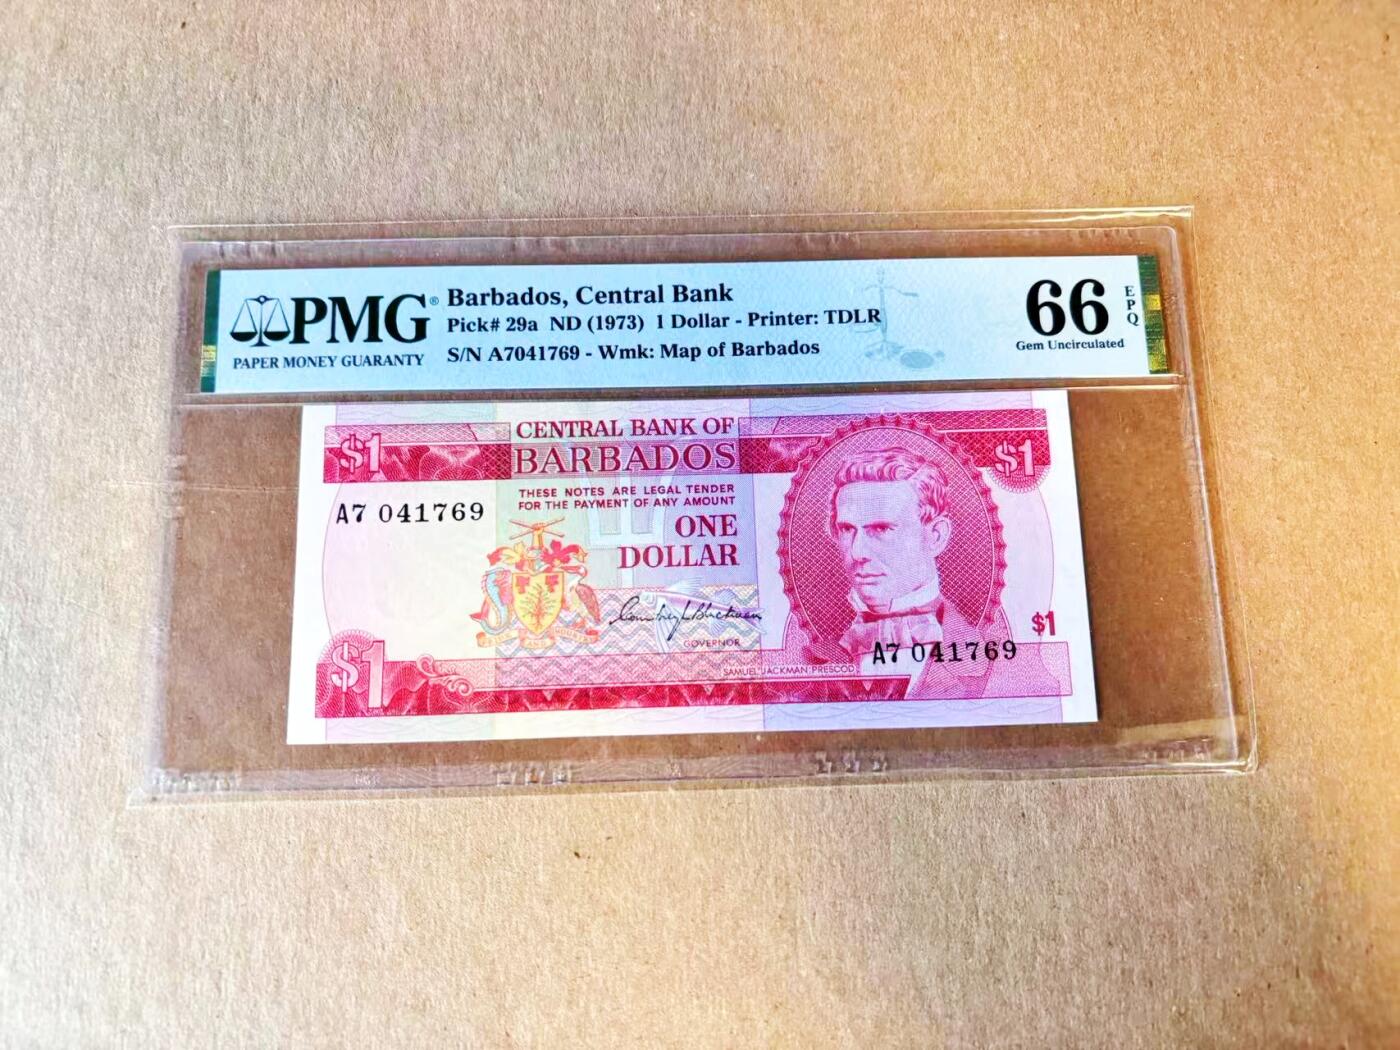 PMG®
PAPER MONEY GUARANTY
Barbados, Central Bank
Pick# 29a ND (1973) 1 Dollar - Printer: TDLR
S/N A7041769 - Wmk: Map of Barbados
66
EPQ
Gem Uncirculated
$1
CENTRAL BANK OF
BARBADOS
$1
THESE NOTES ARE LEGAL TENDER
FOR THE PAYMENT OF ANY AMOUNT
A7 041769
ONE
DOLLAR
GOVERNOR
$1
A7 041769
SAMUEL JACKMAN PRESCOD
$1